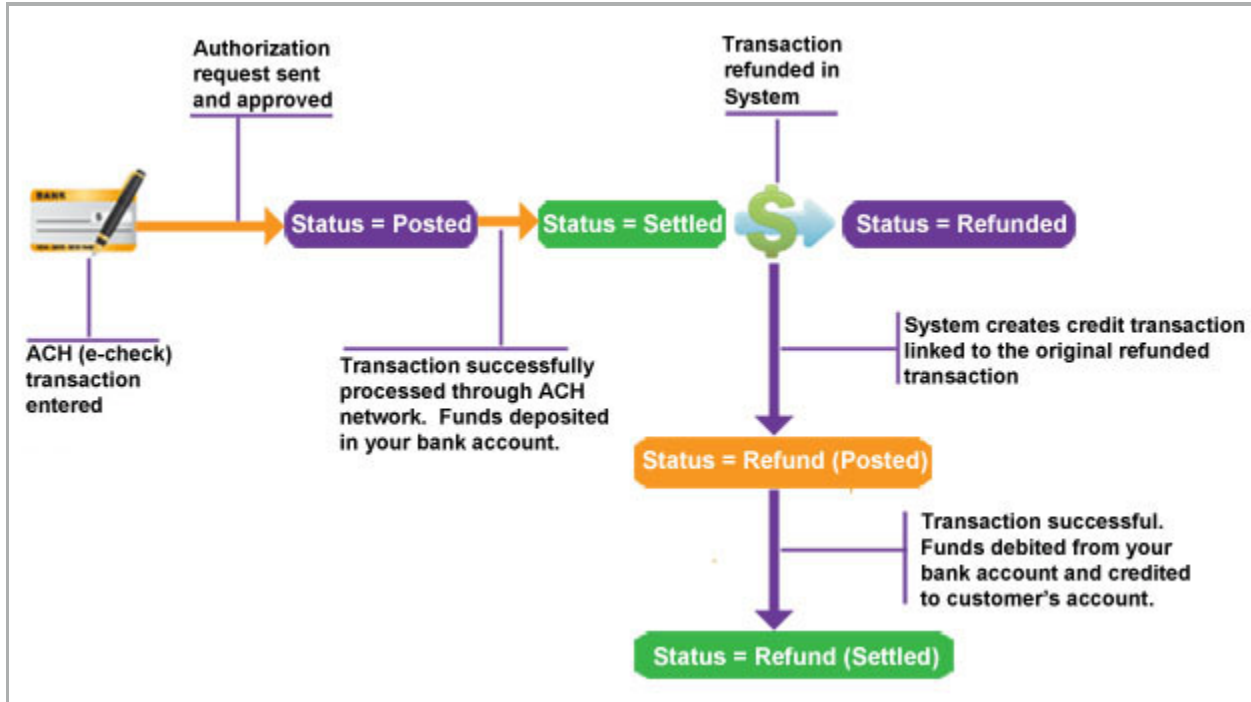 Authorization
request sent
and approved
Transaction
refunded in
System
BANK
$
Status = Posted
Status = Settled
$
Status = Refunded
ACH (e-check)
transaction
entered
Transaction successfully
processed through ACH
network. Funds deposited
in your bank account.
System creates credit transaction
linked to the original refunded
transaction
Status = Refund (Posted)
Transaction successful.
Funds debited from your
bank account and credited
to customer's account.
Status = Refund (Settled)